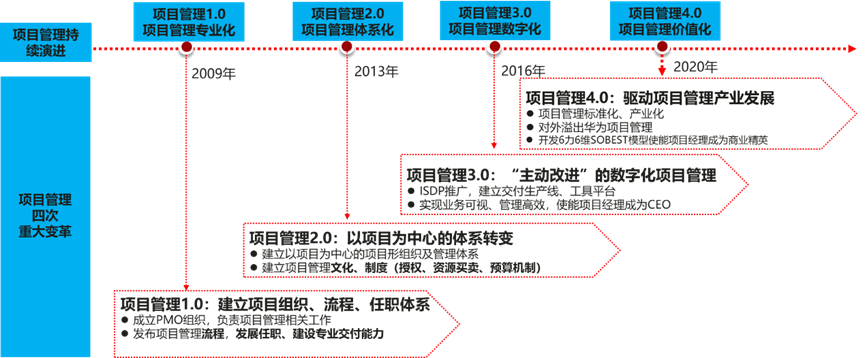 项目管理持
续演进
项目管理1.0
项目管理专业化
项目管理2.0
项目管理体系化
项目管理3.0
项目管理数字化
项目管理4.0
项目管理价值化
2009年
2013年
2016年
2020年
项目管理
四次
重大变革
项目管理4.0：驱动项目管理产业发展
项目管理标准化、产业化
对外溢出华为项目管理
开发6力6维SOBEST模型使能项目经理成为商业精英
项目管理3.0：“主动改进”的数字化项目管理
ISDP推广，建立交付生产线、工具平台
实现业务可视、管理高效，使能项目经理成为CEO
项目管理2.0：以项目为中心的体系转变
建立以项目为中心的项目形组织及管理体系
建立项目管理文化、制度（授权、资源买卖、预算机制）
项目管理1.0：建立项目组织、流程、任职体系
成立PMO组织，负责项目管理相关工作
发布项目管理流程，发展任职、建设专业交付能力